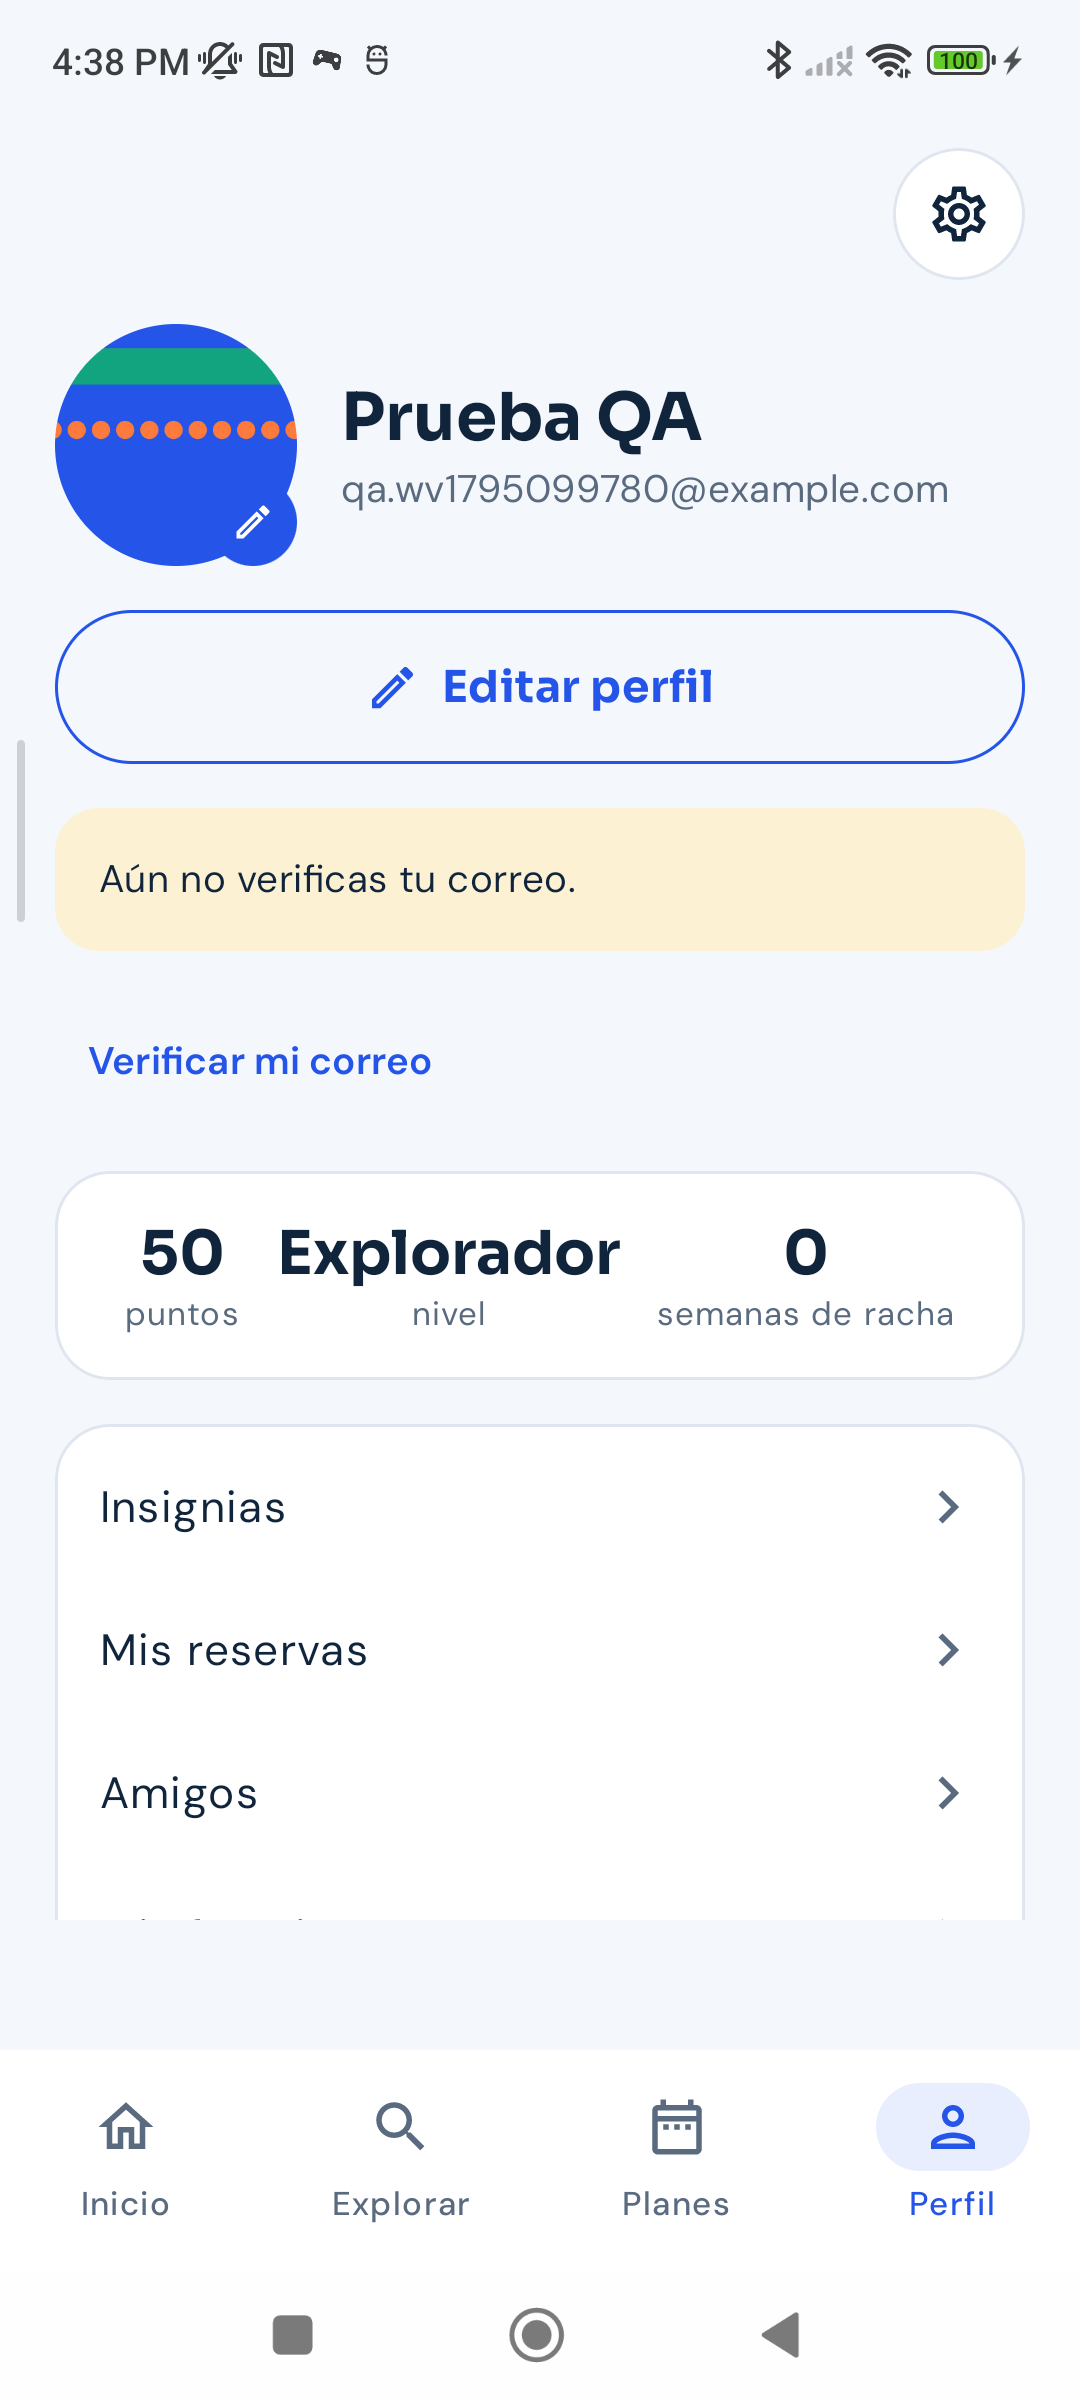 4:38 PM
100
Prueba QA
qa.wv1795099780@example.com
Editar perfil
Aún no verificas tu correo.
Verificar mi correo
50 Explorador 0
puntos nivel semanas de racha
Insignias
Mis reservas
Amigos
Inicio Explorar Planes Perfil